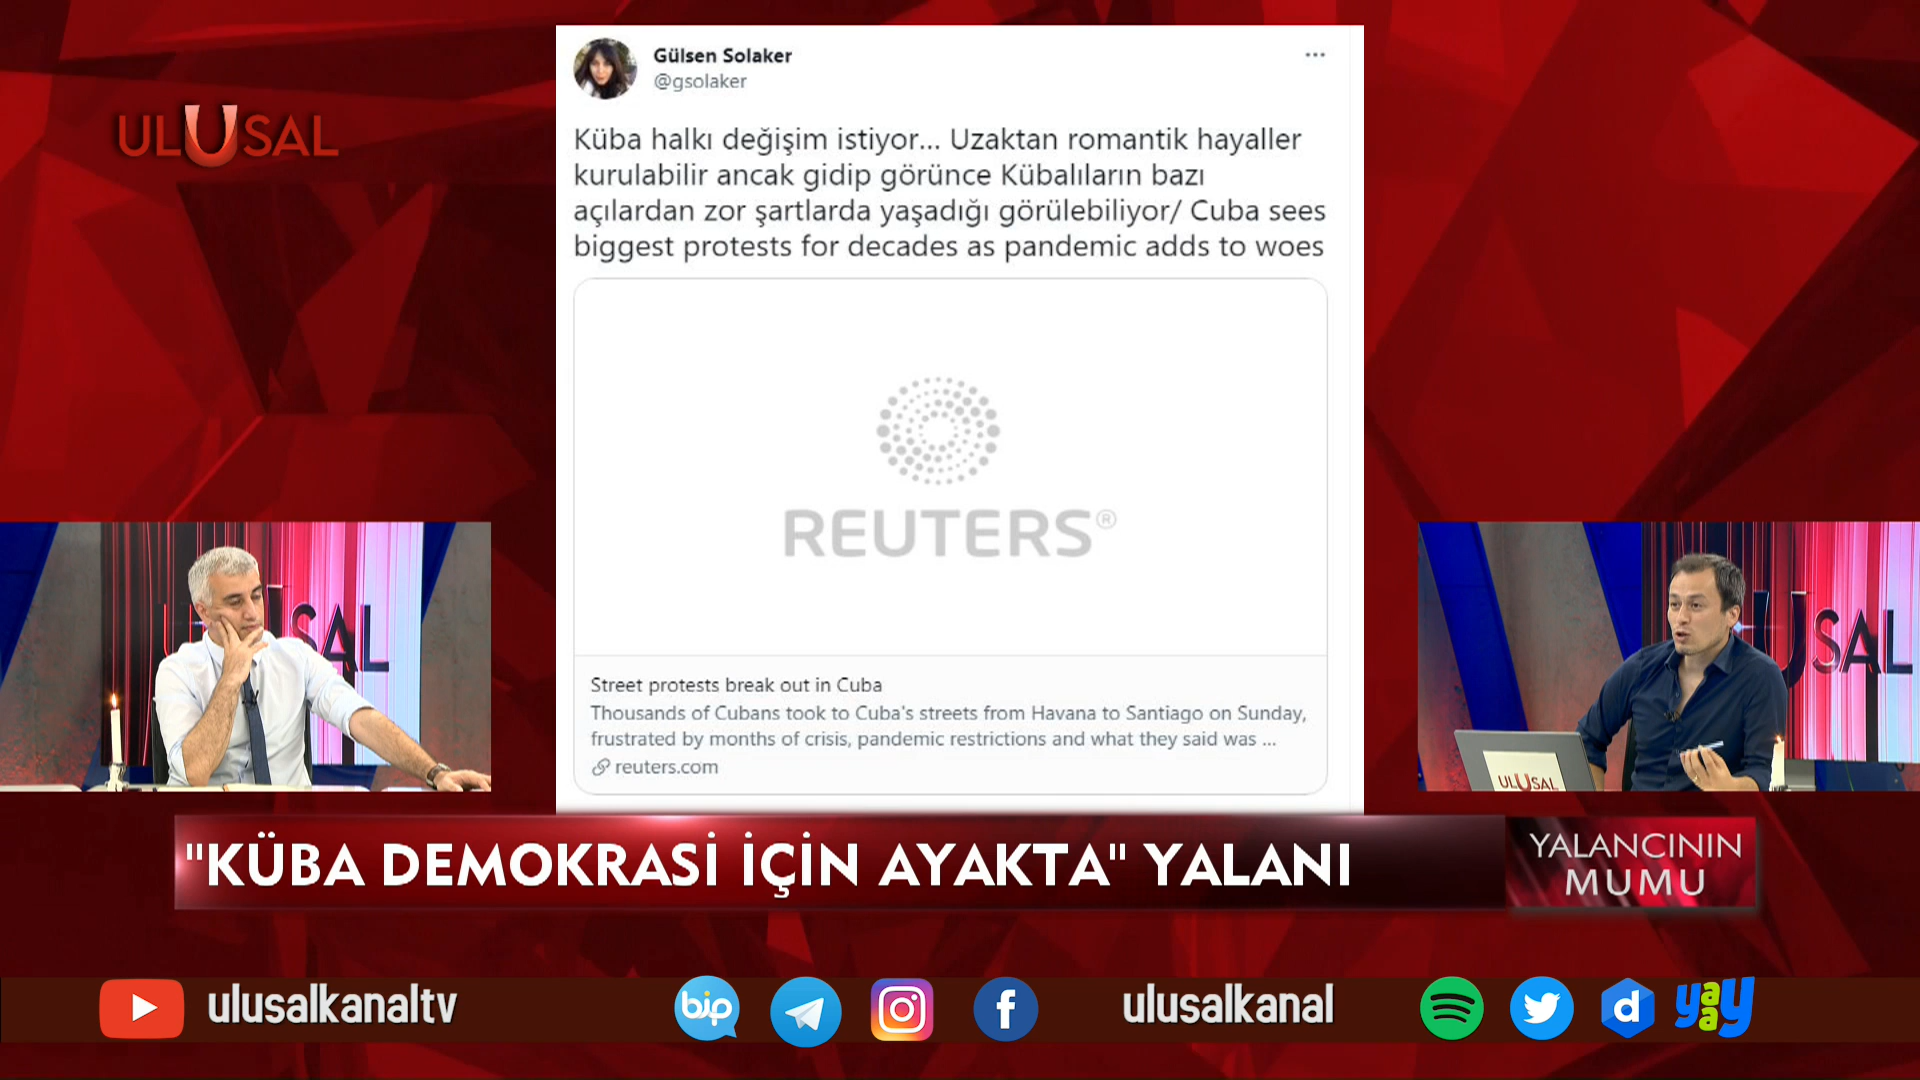 Gülsen Solaker
@gsolaker
Küba halkı değişim istiyor... Uzaktan romantik hayaller
kurulabilir ancak gidip görünce Kübalıların bazı
açılardan zor şartlarda yaşadığı görülebiliyor/ Cuba sees
biggest protests for decades as pandemic adds to woes
ULUSAL
REUTERS®
Street protests break out in Cuba
Thousands of Cubans took to Cuba's streets from Havana to Santiago on Sunday,
frustrated by months of crisis, pandemic restrictions and what they said was ...
reuters.com
ULUSAL
USAL
ULUSAL
"KÜBA DEMOKRASİ İÇİN AYAKTA" YALANI
YALANCININ
MUMU
ulusalkanaltv
bip
ulusalkanal
d
yaay